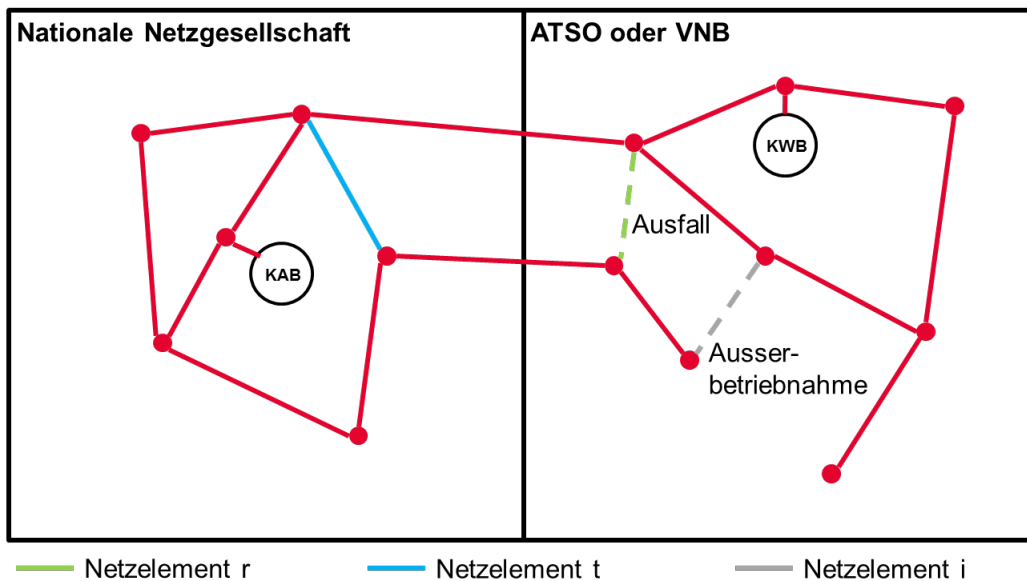 Nationale Netzgesellschaft
ATSO oder VNB
KWB
Ausfall
KAB
Ausser-
betriebnahme
Netzelement r
Netzelement t
Netzelement i